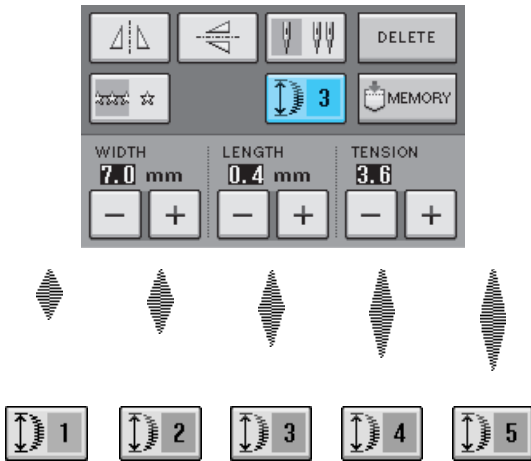 DELETE
3 MEMORY
WIDTH LENGTH TENSION
7.0 mm 0.4 mm 3.6
− + − + − +
1 2 3 4 5